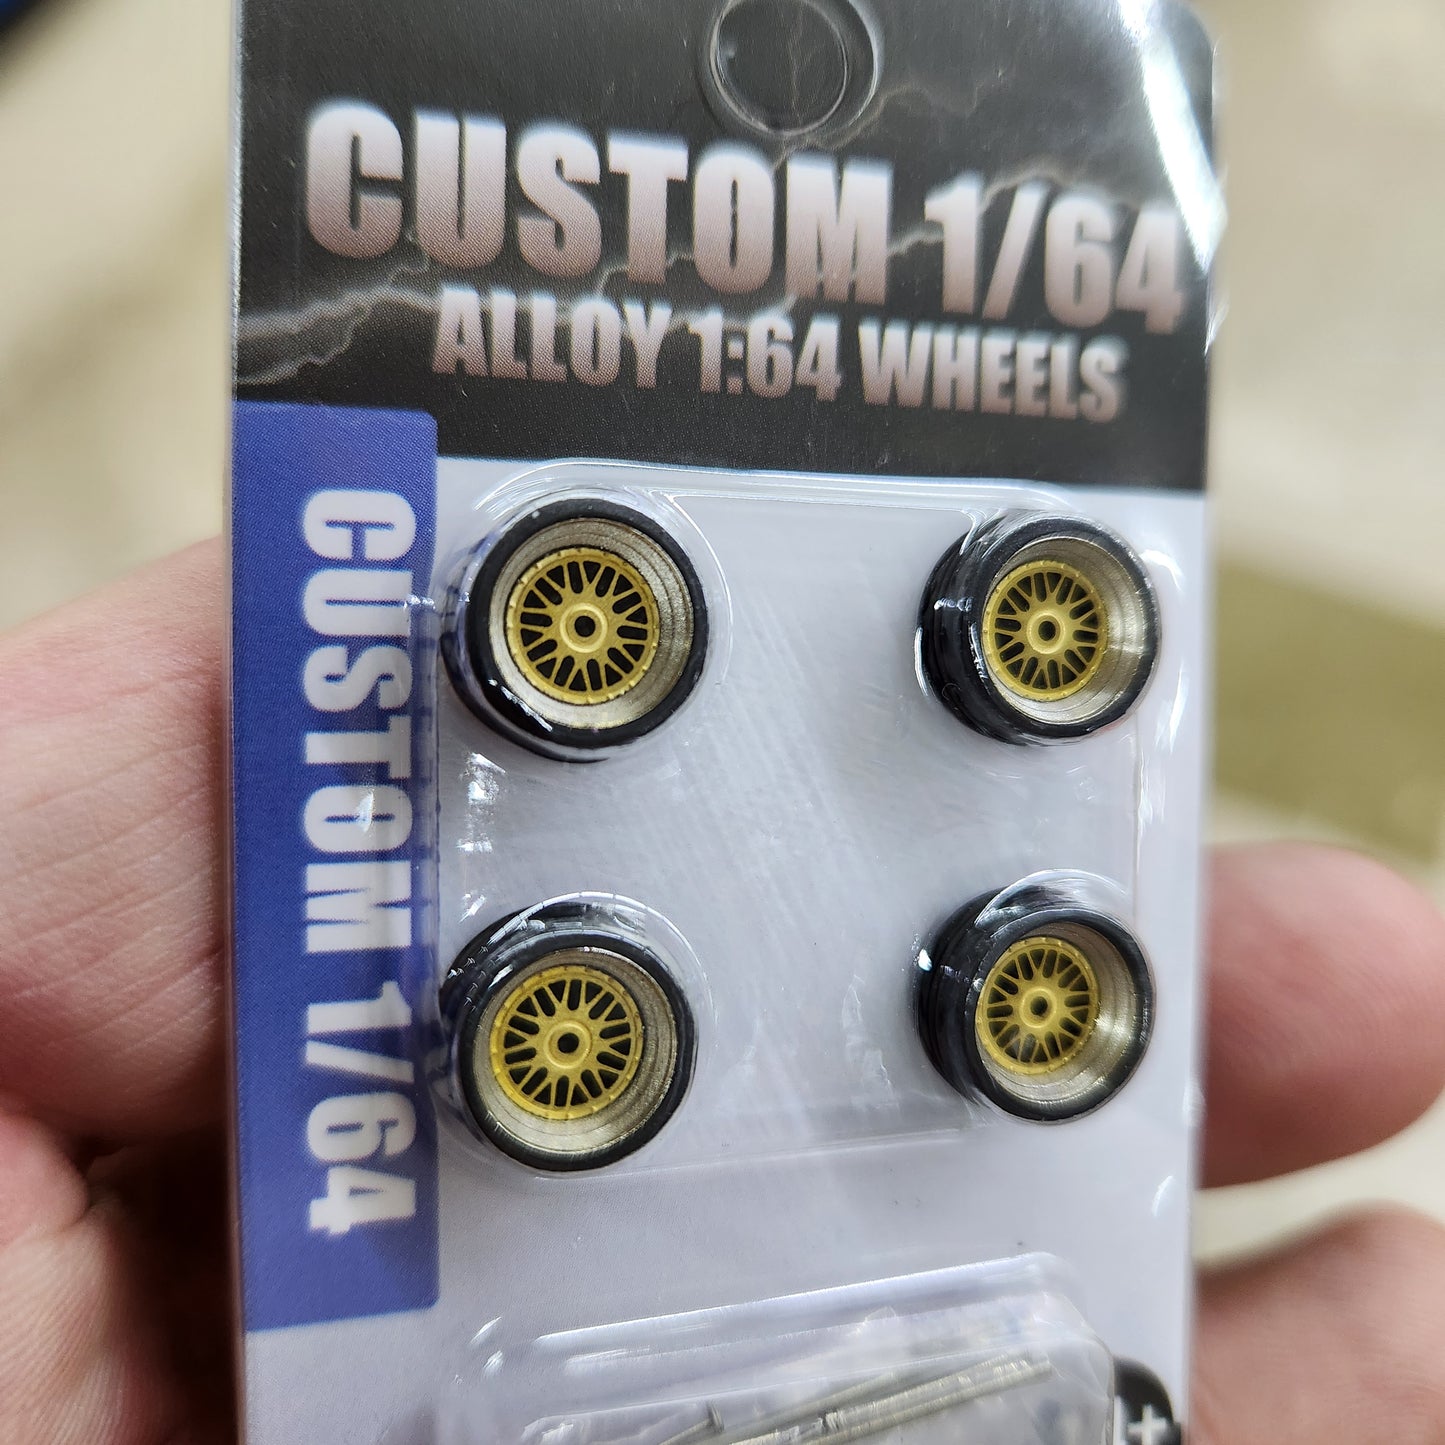 CUSTOM 1/64
ALLOY 1:64 WHEELS
CUSTOM 1/64